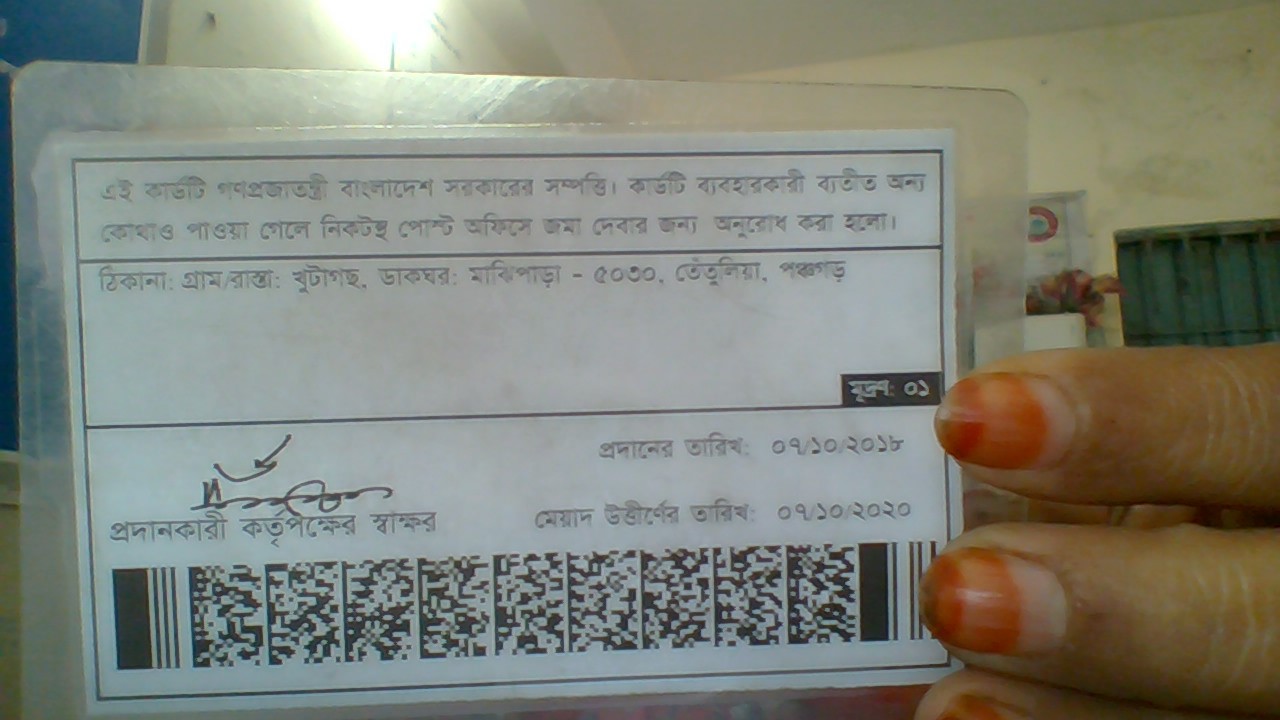 এই কার্ডটি গণপ্রজাতন্ত্রী বাংলাদেশ সরকারের সম্পত্তি। কার্ডটি ব্যবহারকারী ব্যতীত অন্য
কোথাও পাওয়া গেলে নিকটস্থ পোস্ট অফিসে জমা দেবার জন্য অনুরোধ করা হলো।
ঠিকানা: গ্রাম/রাস্তা: খুটাগছ, ডাকঘর: মাঝিপাড়া - ৫০৩০, তেঁতুলিয়া, পঞ্চগড়
মূদ্রণ: ০১
প্রদানের তারিখ: ০৭/১০/২০১৮
প্রদানকারী কর্তৃপক্ষের স্বাক্ষর
মেয়াদ উত্তীর্ণের তারিখ: ০৭/১০/২০২০